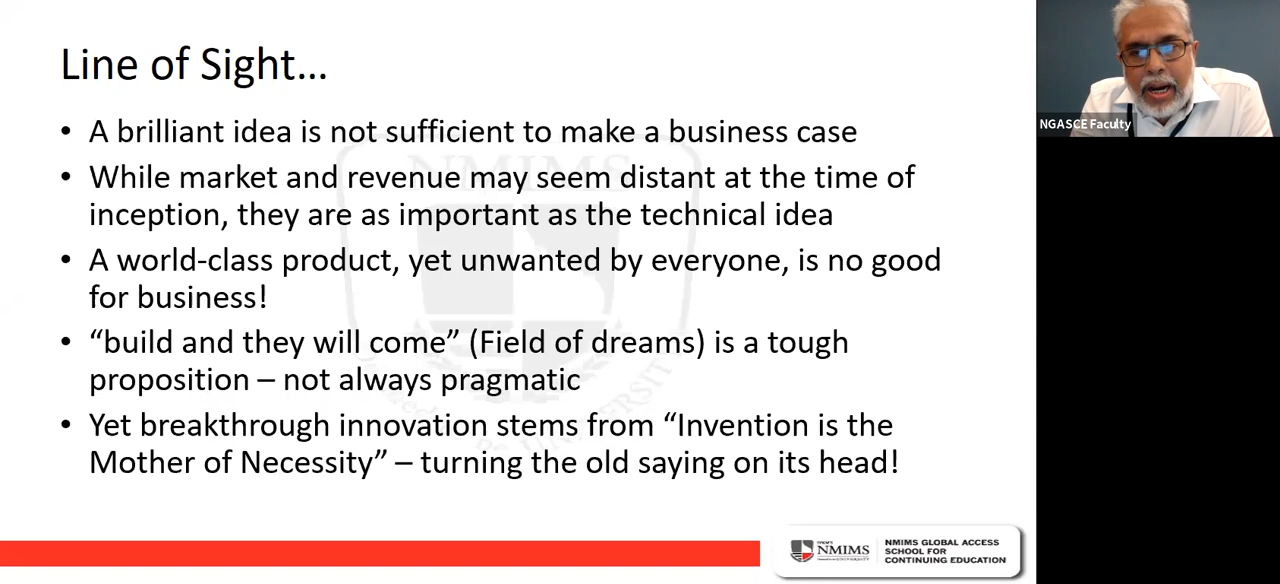 Line of Sight...
• A brilliant idea is not sufficient to make a business case
• While market and revenue may seem distant at the time of
inception, they are as important as the technical idea
• A world-class product, yet unwanted by everyone, is no good
for business!
• “build and they will come” (Field of dreams) is a tough
proposition – not always pragmatic
• Yet breakthrough innovation stems from “Invention is the
Mother of Necessity” – turning the old saying on its head!
NMIMS
NGASCE Faculty
NMIMS
NMIMS GLOBAL ACCESS
SCHOOL FOR
CONTINUING EDUCATION